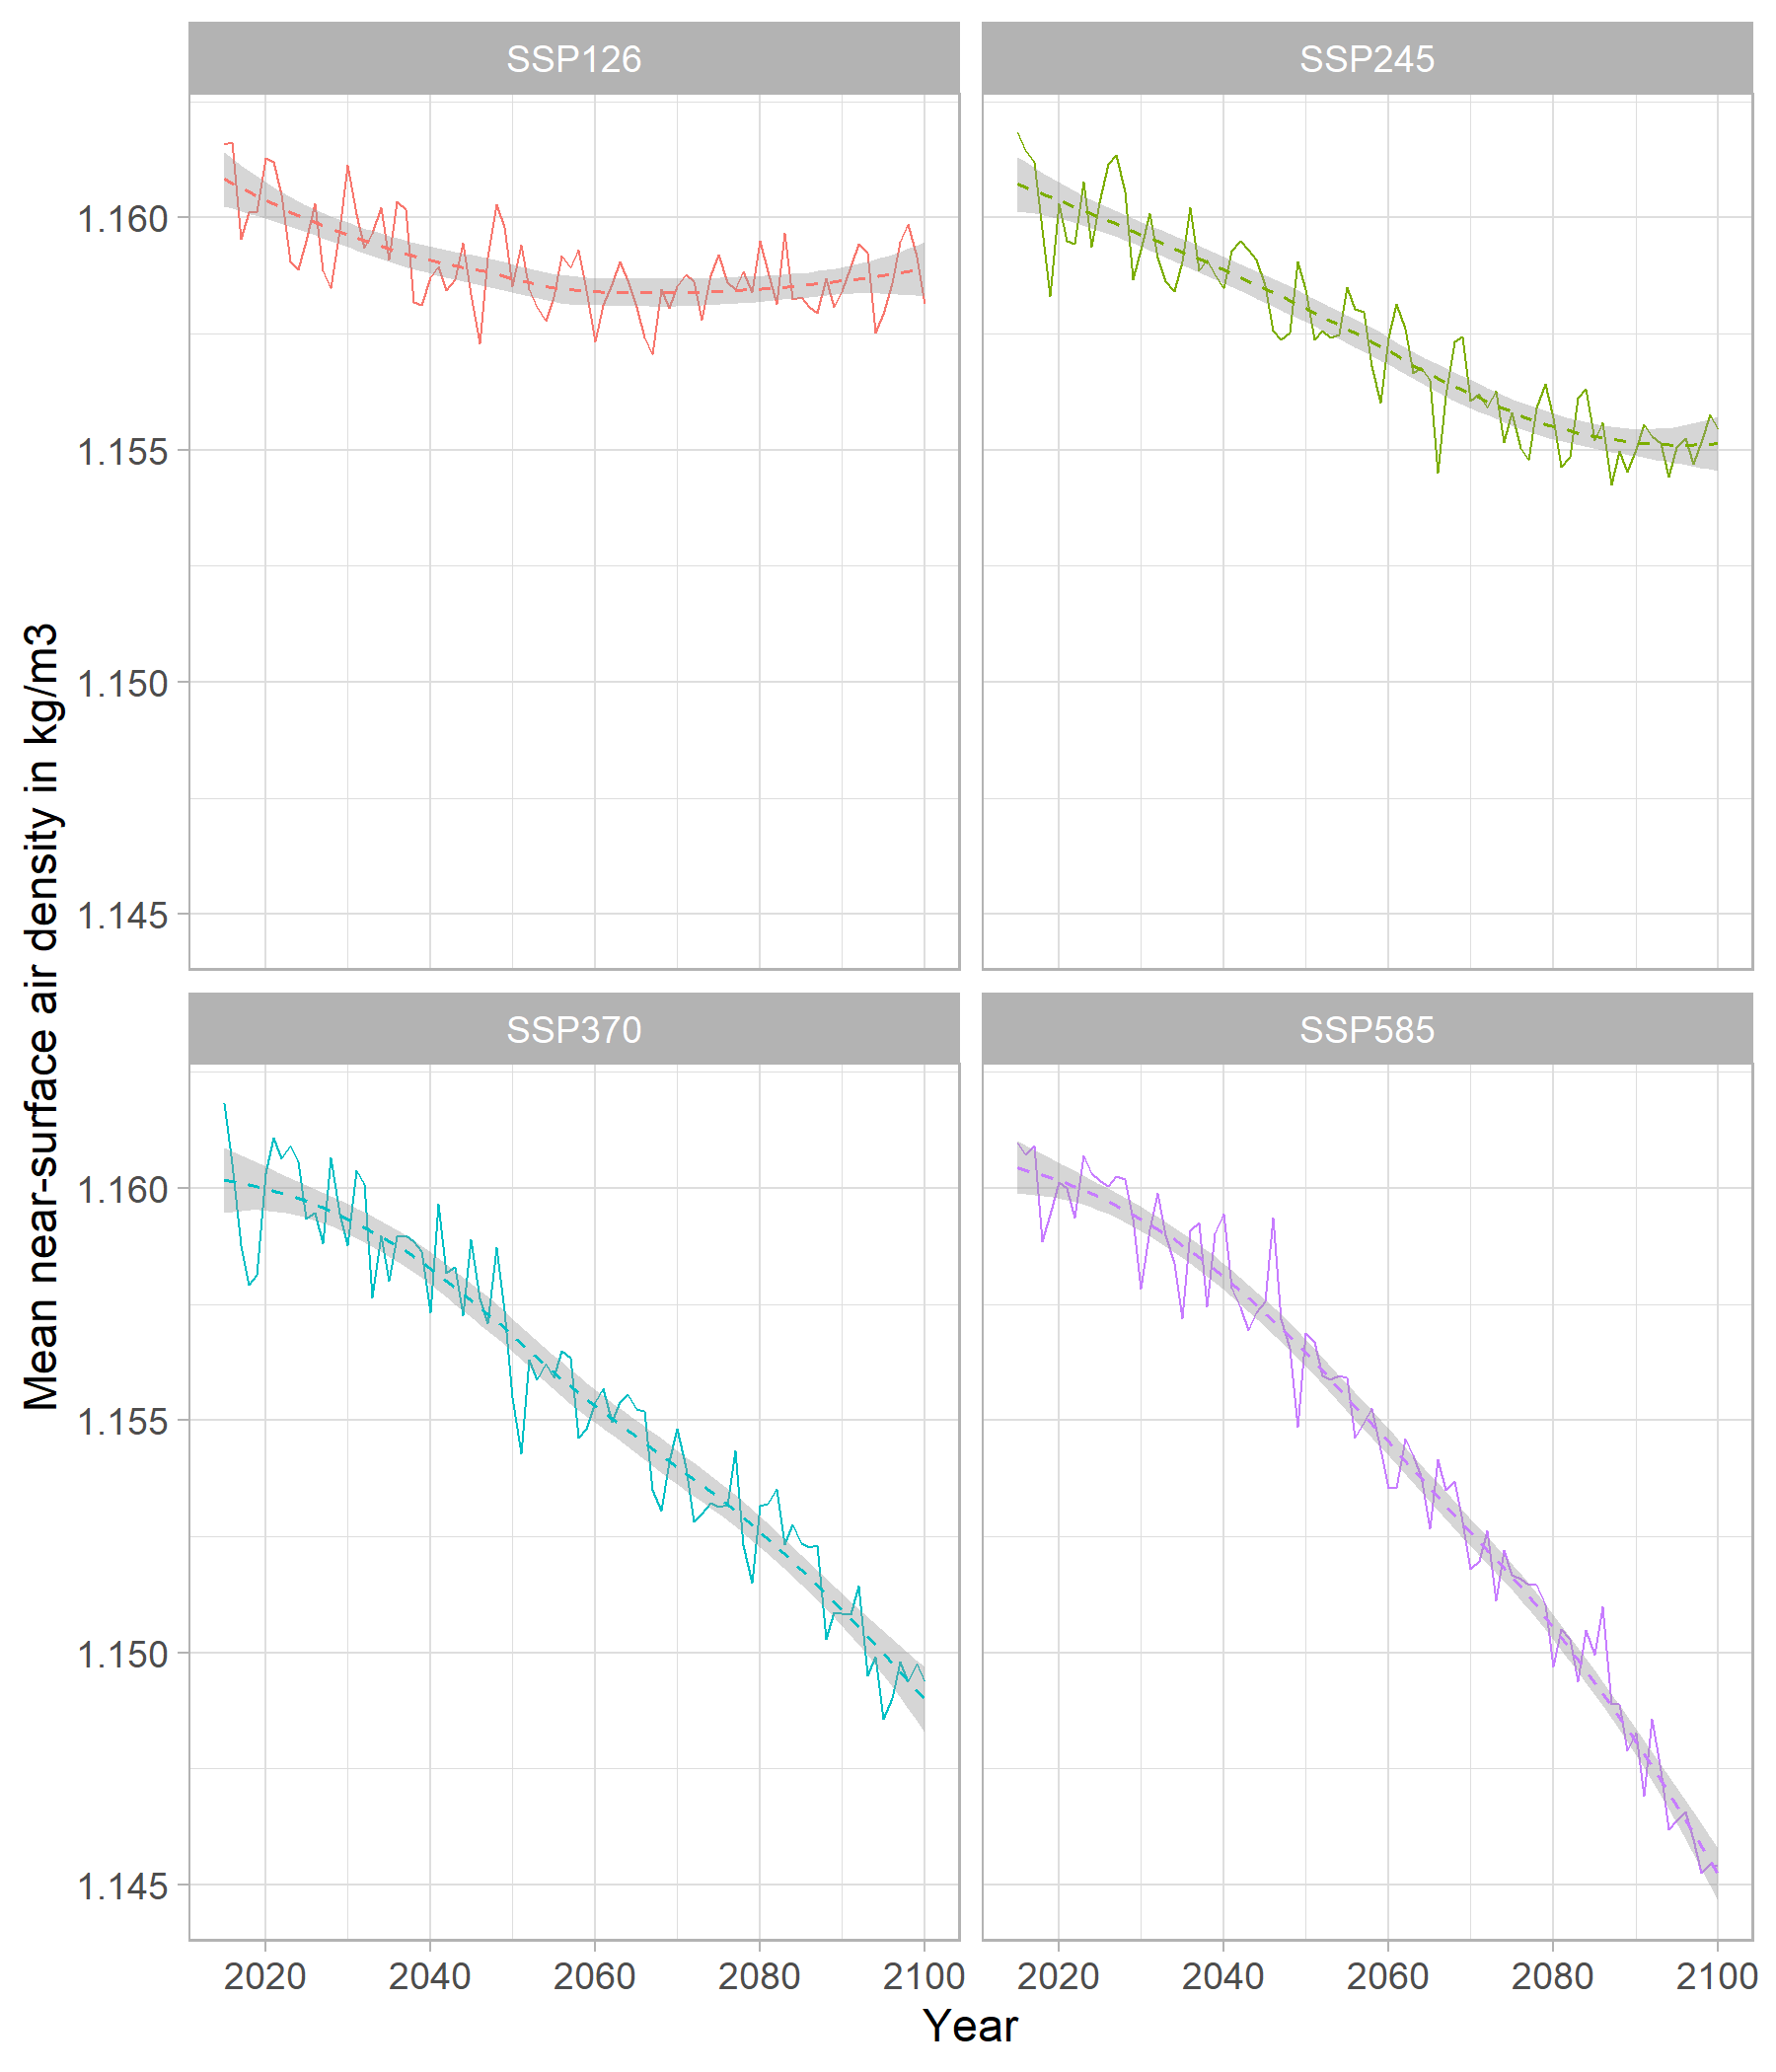 SSP126
SSP245
1.160
1.155
1.150
1.145
Mean near-surface air density in kg/m3
SSP370
SSP585
1.160
1.155
1.150
1.145
2020 2040 2060 2080 2100 2020 2040 2060 2080 2100
Year